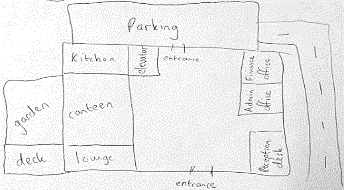 Parking
Kitchen
elevator
entrance
Finance
office
Admin
office
garden
canteen
deck
lounge
Reception
desk
entrance